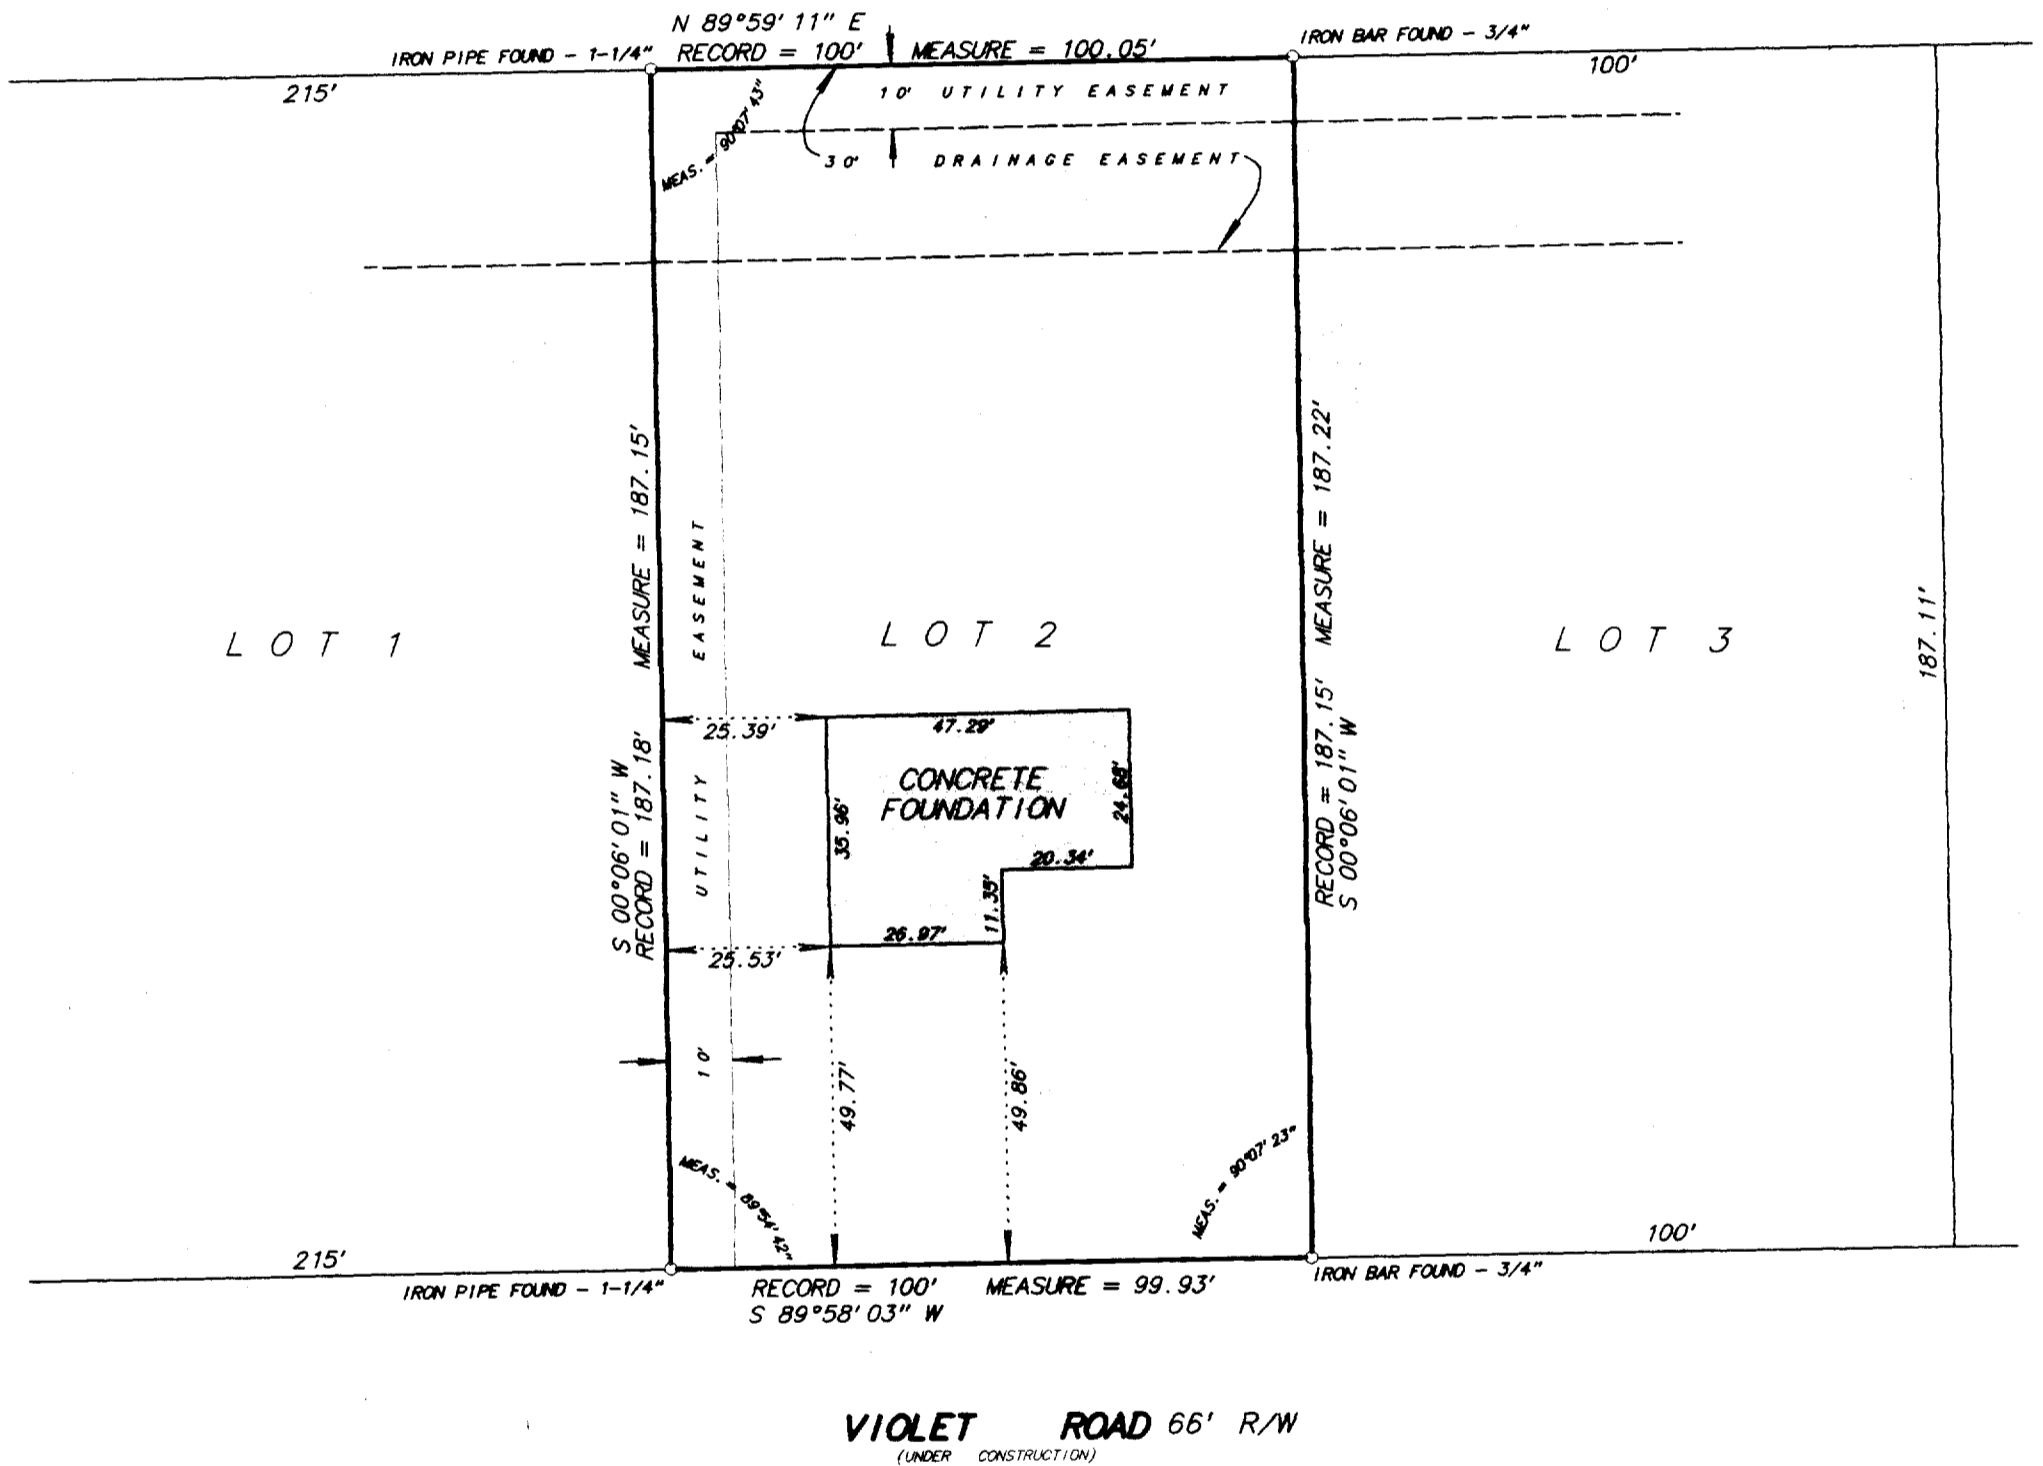 N 89°59' 11" E
IRON PIPE FOUND - 1-1/4" RECORD = 100' MEASURE = 100.05' IRON BAR FOUND - 3/4"
215'
100'
10' UTILITY EASEMENT
MEAS. = 90°07' 43"
30' DRAINAGE EASEMENT
MEASURE = 187.15'
RECORD = 187.18'
S 00°06' 01" W
UTILITY EASEMENT
RECORD = 187.15' MEASURE = 187.22'
S 00°06' 01" W
187.11'
LOT 1
LOT 2
LOT 3
25.39'
47.29'
CONCRETE
FOUNDATION
35.96'
24.68'
20.34'
11.35'
26.97'
25.53'
10'
49.77'
49.86'
MEAS. = 89°54' 42"
MEAS. = 90°07' 23"
215'
100'
IRON PIPE FOUND - 1-1/4" RECORD = 100' MEASURE = 99.93' IRON BAR FOUND - 3/4"
S 89°58' 03" W
VIOLET ROAD 66' R/W
(UNDER CONSTRUCTION)